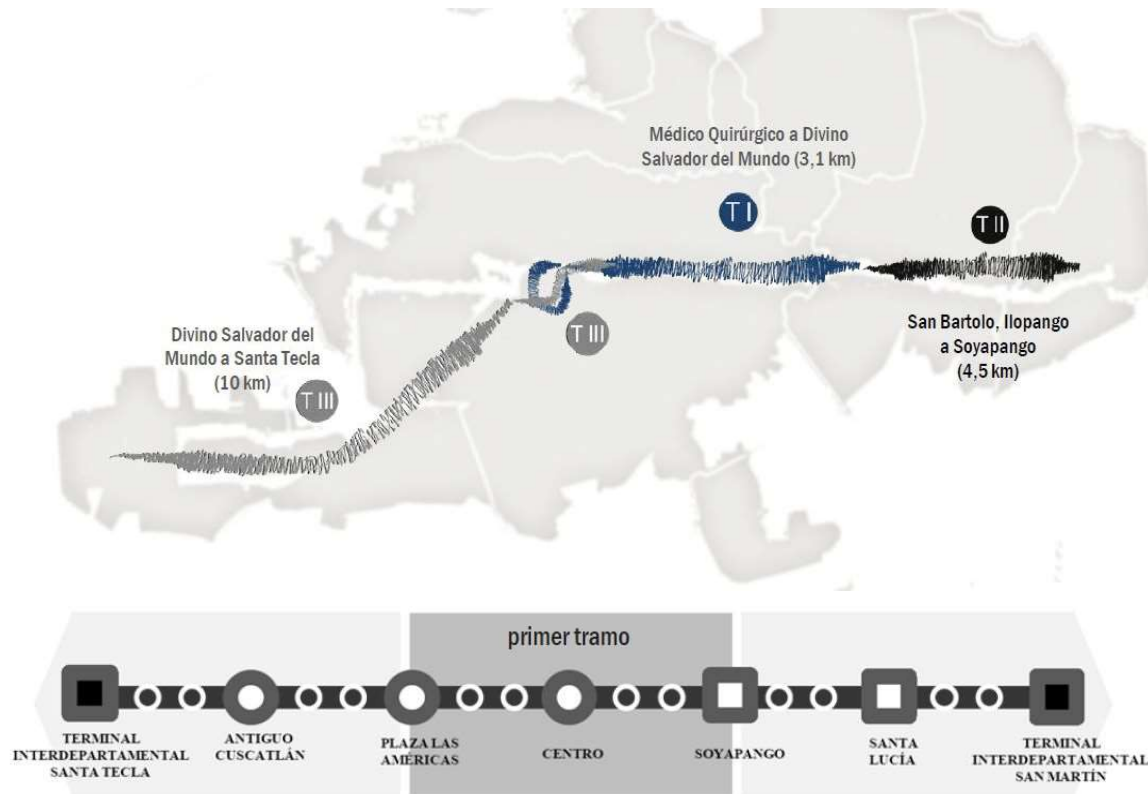 Médico Quirúrgico a Divino
Salvador del Mundo (3,1 km)
T I
T II
Divino Salvador del
Mundo a Santa Tecla
(10 km)
T III
T III
San Bartolo, Ilopango
a Soyapango
(4,5 km)
primer tramo
TERMINAL
INTERDEPARTAMENTAL
SANTA TECLA
ANTIGUO
CUSCATLÁN
PLAZA LAS
AMÉRICAS
CENTRO
SOYAPANGO
SANTA
LUCÍA
TERMINAL
INTERDEPARTAMENTAL
SAN MARTÍN